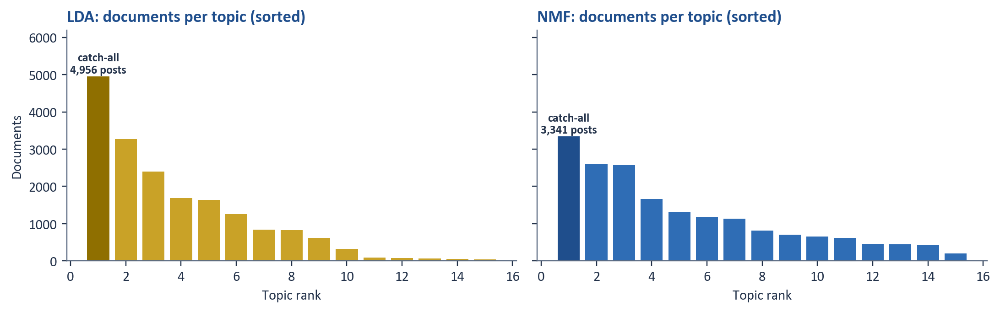 LDA: documents per topic (sorted)
6000
5000
4000
3000
2000
1000
0
Documents
catch-all
4,956 posts
0 2 4 6 8 10 12 14 16
Topic rank
NMF: documents per topic (sorted)
catch-all
3,341 posts
0 2 4 6 8 10 12 14 16
Topic rank